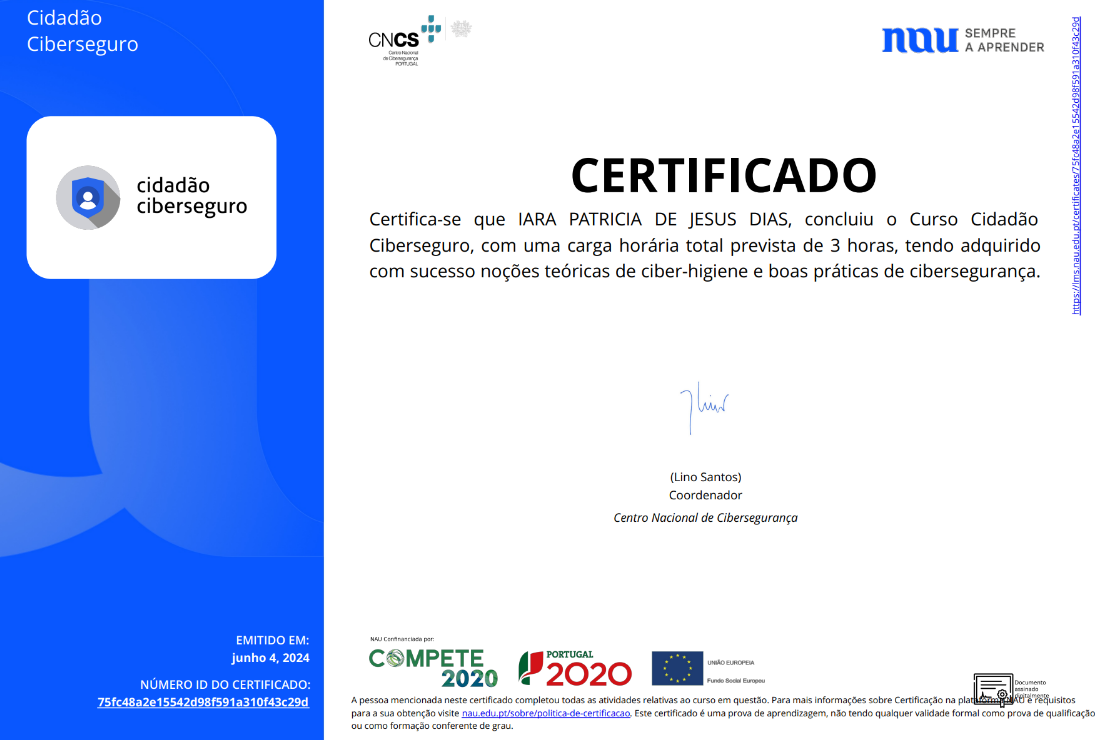 Cidadão
Ciberseguro
cidadão
ciberseguro
EMITIDO EM:
junho 4, 2024
NÚMERO ID DO CERTIFICADO:
75fc48a2e15542d98f591a310f43c29d
CNCS
Centro Nacional
de Cibersegurança
PORTUGAL
nau SEMPRE
A APRENDER
https://lms.nau.edu.pt/certificates/75fc48a2e15542d98f591a310f43c29d
CERTIFICADO
Certifica-se que IARA PATRICIA DE JESUS DIAS, concluiu o Curso Cidadão
Ciberseguro, com uma carga horária total prevista de 3 horas, tendo adquirido
com sucesso noções teóricas de ciber-higiene e boas práticas de cibersegurança.
(Lino Santos)
Coordenador
Centro Nacional de Cibersegurança
NAU Confinanciada por:
COMPETE
2020
PORTUGAL
2020
UNIÃO EUROPEIA
Fundo Social Europeu
Documento
assinado
digitalmente
A pessoa mencionada neste certificado completou todas as atividades relativas ao curso em questão. Para mais informações sobre Certificação na plataforma NAU e requisitos
para a sua obtenção visite nau.edu.pt/sobre/politica-de-certificacao. Este certificado é uma prova de aprendizagem, não tendo qualquer validade formal como prova de qualificação
ou como formação conferente de grau.